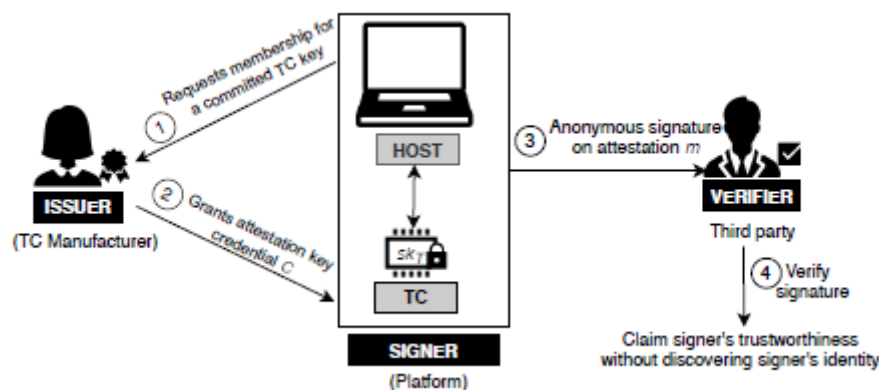 1
Requests membership for
a committed TC key
ISSUER
(TC Manufacturer)
2
Grants attestation key
credential C
HOST
skT
TC
SIGNER
(Platform)
3
Anonymous signature
on attestation m
VERIFIER
Third party
4
Verify
signature
Claim signer's trustworthiness
without discovering signer's identity